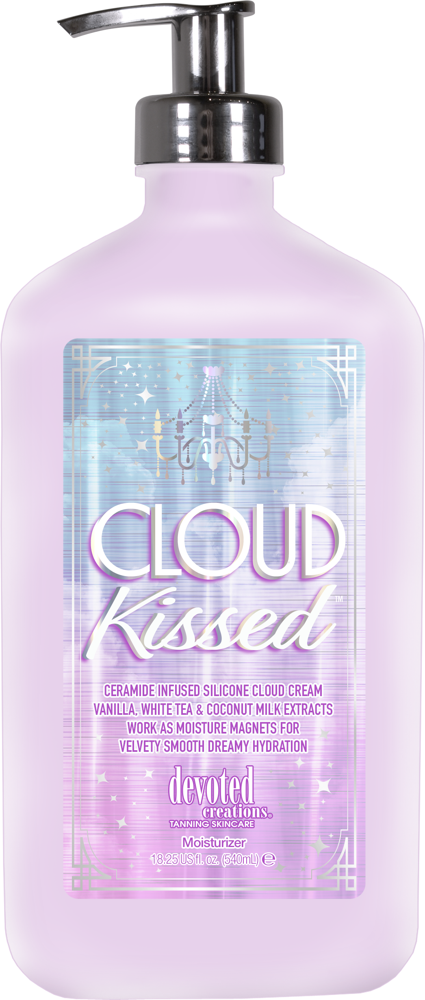 CLOUD
Kissed™
CERAMIDE INFUSED SILICONE CLOUD CREAM
VANILLA, WHITE TEA & COCONUT MILK EXTRACTS
WORK AS MOISTURE MAGNETS FOR
VELVETY SMOOTH DREAMY HYDRATION
devoted
creations®
TANNING SKINCARE
Moisturizer
18.25 US fl. oz. (540mL) ℮